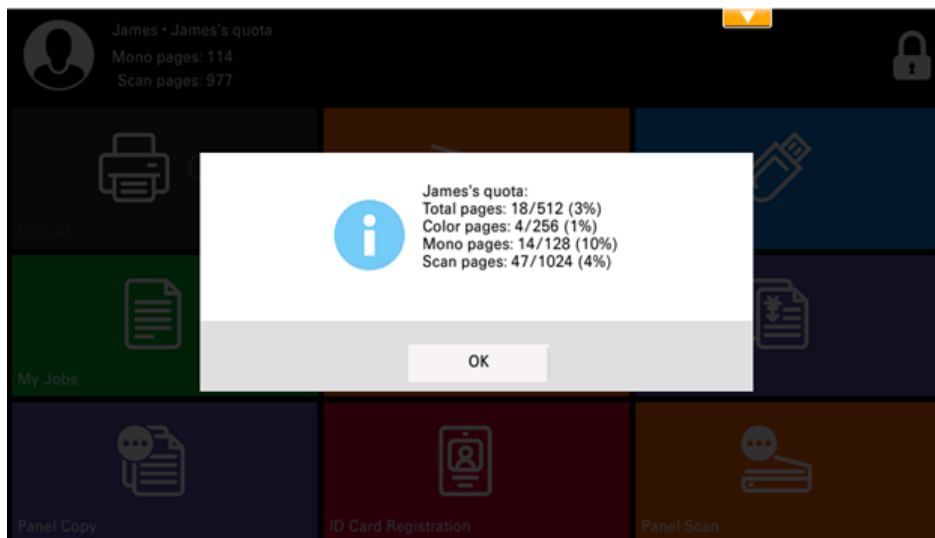 James • James's quota
Mono pages: 114
Scan pages: 977
James's quota:
Total pages: 18/512 (3%)
Color pages: 4/256 (1%)
Mono pages: 14/128 (10%)
Scan pages: 47/1024 (4%)
OK
Print All
My Jobs
Panel Copy
ID Card Registration
Panel Scan